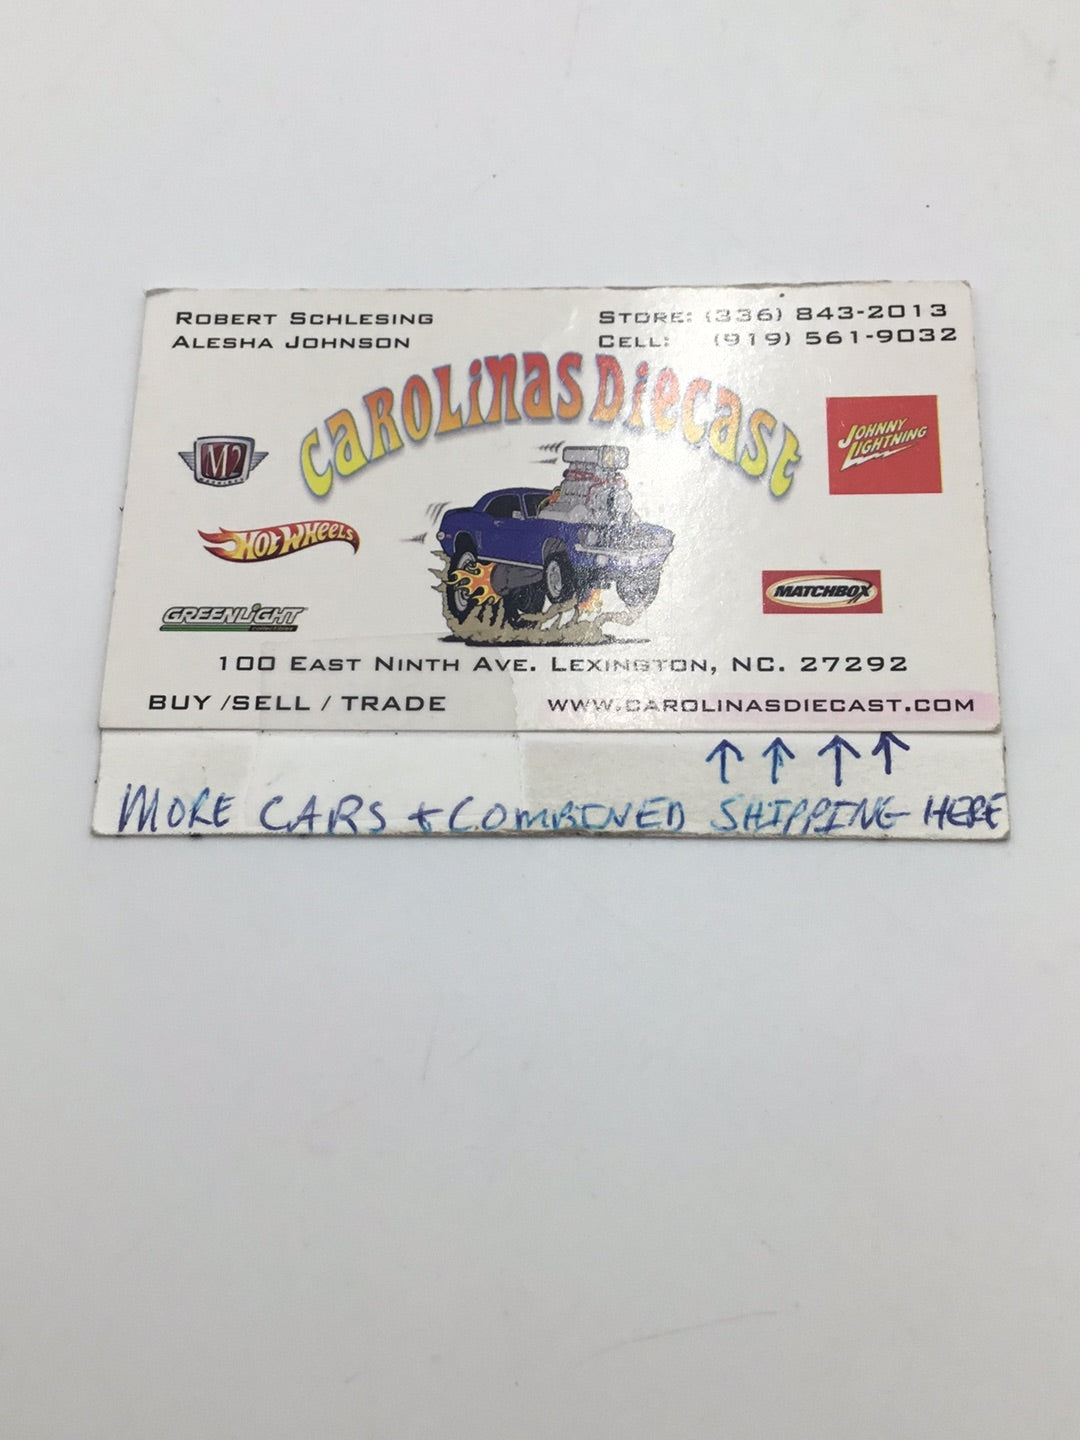 ROBERT SCHLESING
ALESHA JOHNSON
STORE: (336) 843-2013
CELL: (919) 561-9032
CAROLINAS DIECAST
M2
JOHNNY
LIGHTNING
HOT WHEELS
MATCHBOX
GREENLIGHT
collectibles
100 EAST NINTH AVE. LEXINGTON, NC. 27292
BUY /SELL / TRADE
WWW.CAROLINASDIECAST.COM
MORE CARS + COMBINED SHIPPING HERE